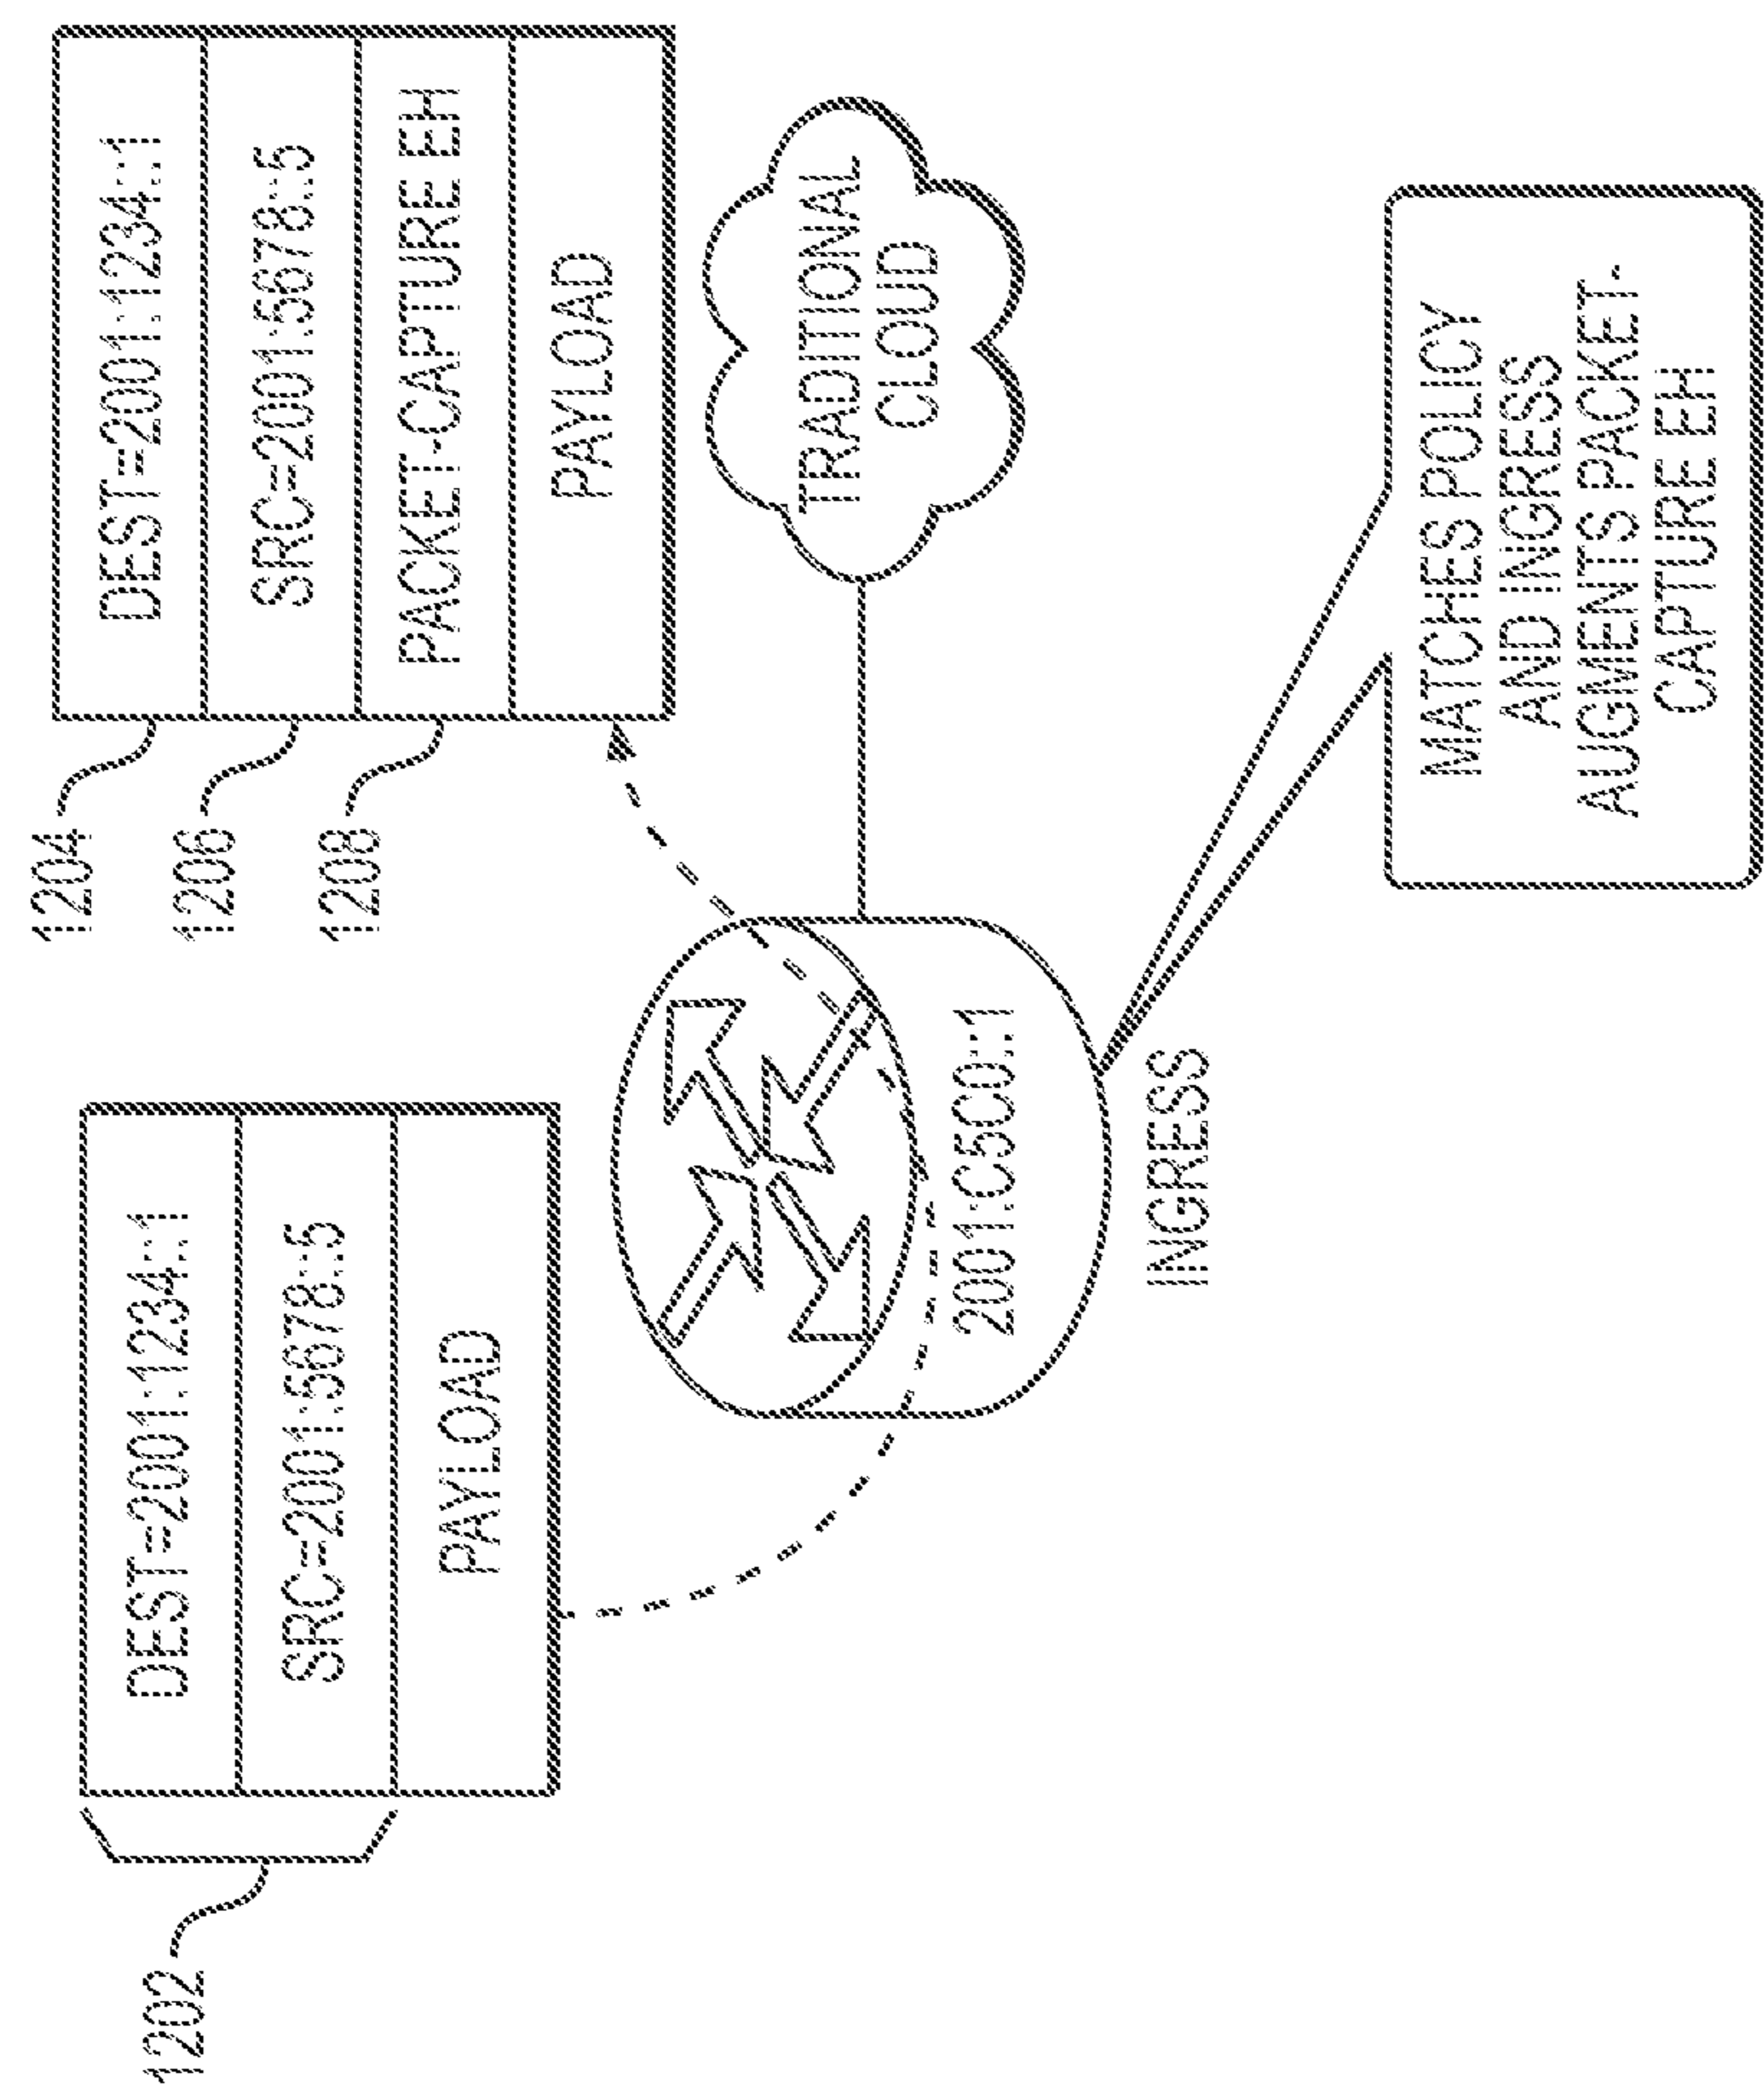 1202
DEST=2001:1234::1
SRC=2001:5678::5
PAYLOAD
1204
1206
1208
DEST=2001:1234::1
SRC=2001:5678::5
PACKET-CAPTURE EH
PAYLOAD
2001:C5C0::1
INGRESS
TRADITIONAL
CLOUD
MATCHES POLICY
AND INGRESS
AUGMENTS PACKET-
CAPTURE EH